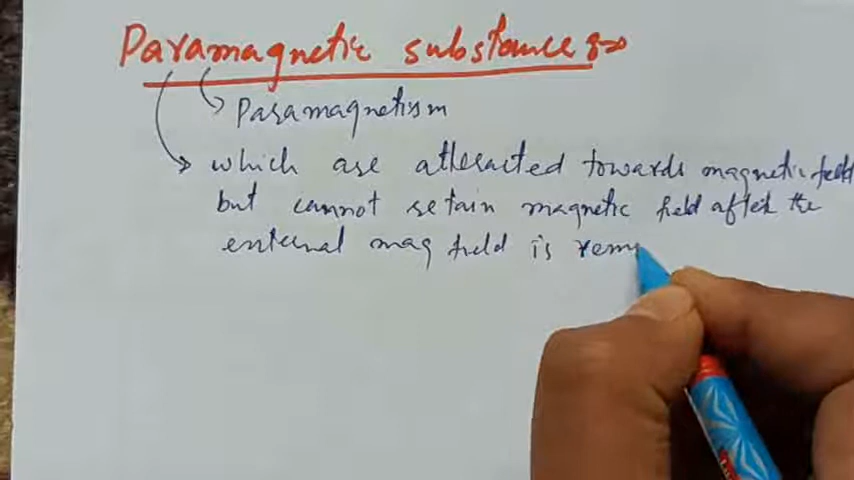 Paramagnetic substance :→
Paramagnetism
which are attracted towards magnetic field
but cannot retain magnetic field after the
external mag field is rem